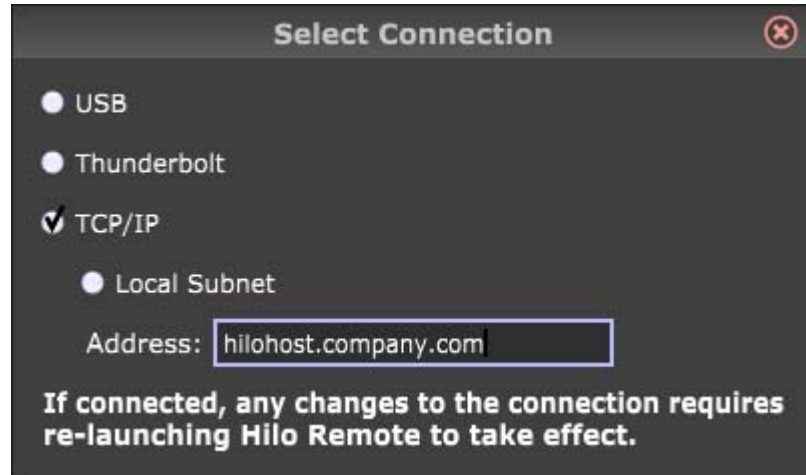 Select Connection
USB
Thunderbolt
TCP/IP
Local Subnet
Address: hilohost.company.com
If connected, any changes to the connection requires
re-launching Hilo Remote to take effect.